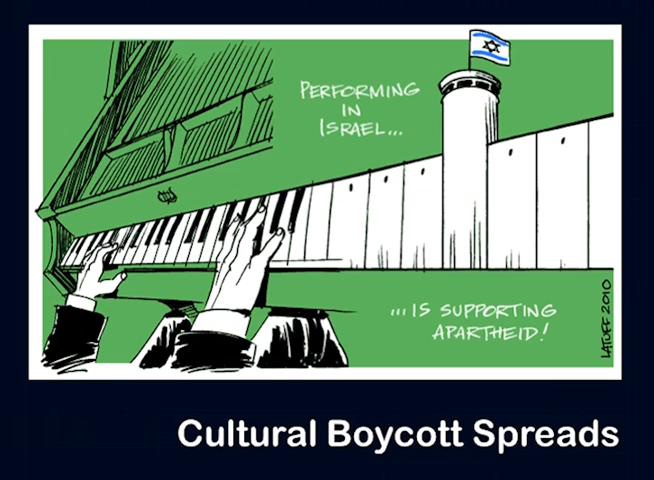 PERFORMING
IN
ISRAEL...
...IS SUPPORTING
APARTHEID!
LATUFF 2010
Cultural Boycott Spreads